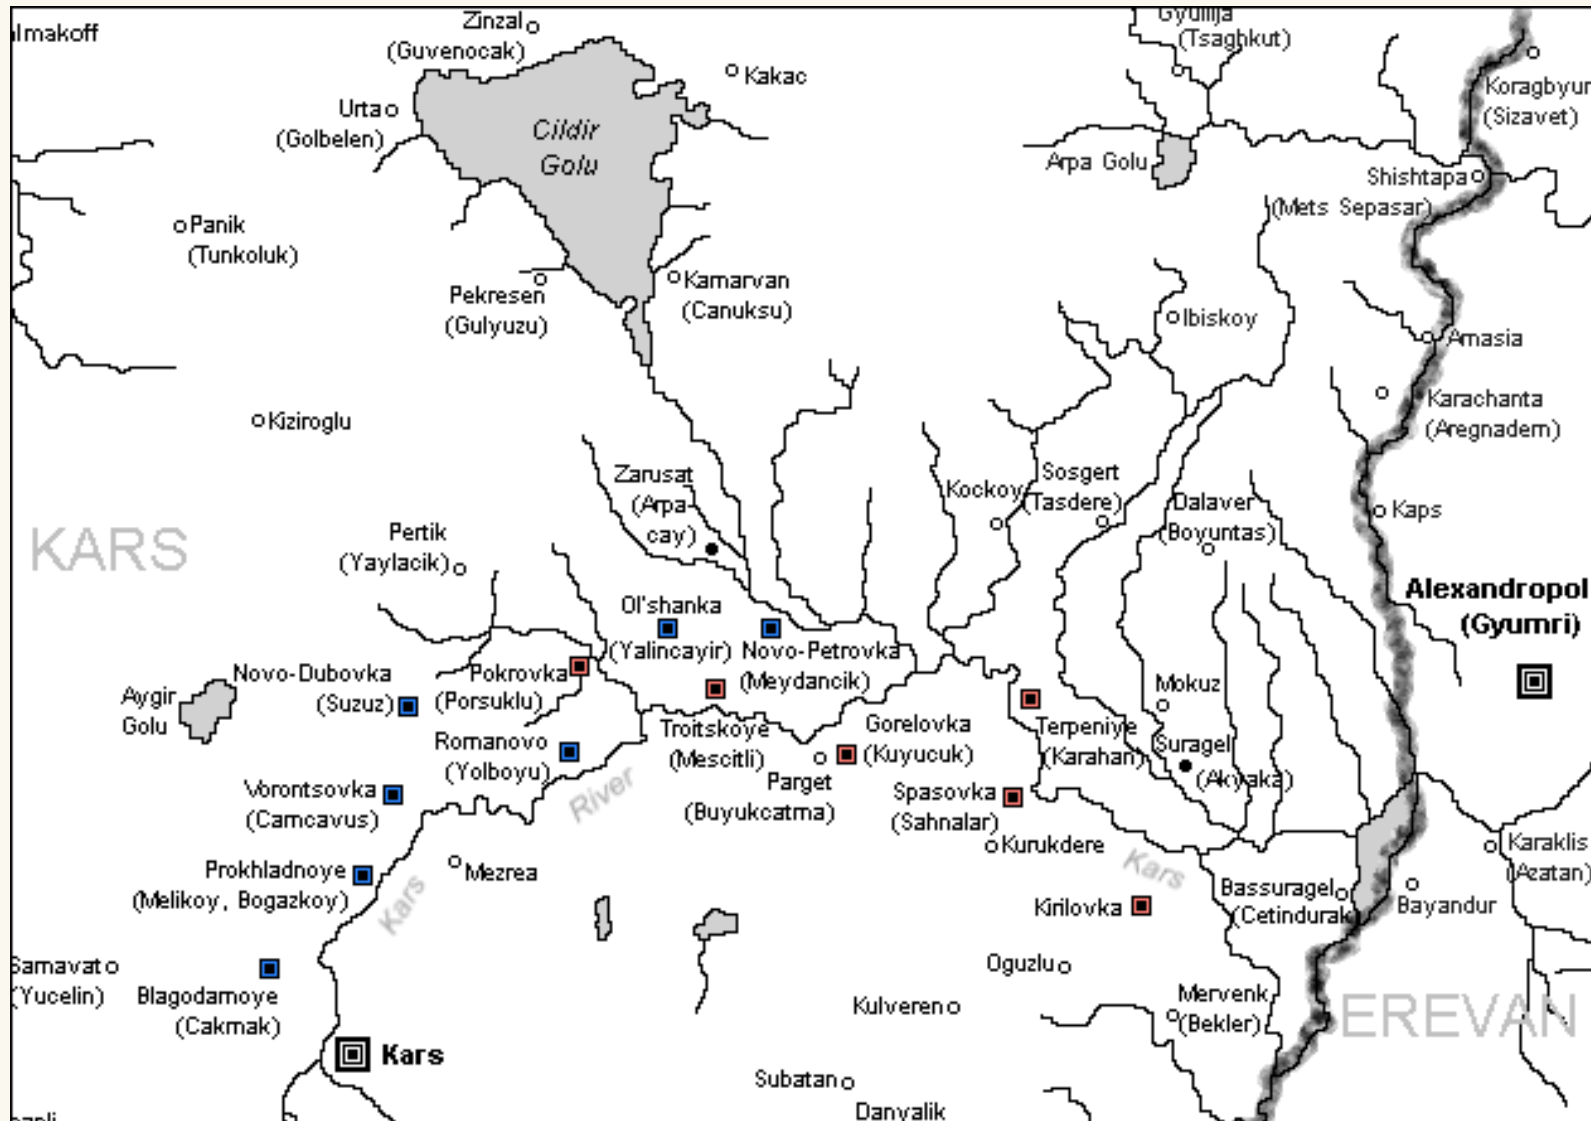 Zinzal
(Guvenocak)
Gyullija
(Tsaghkut)
Kakac
Koragbyur
(Sizavet)
Urta
(Golbelen)
Cildir
Golu
Arpa Golu
Shishtapa
(Mets Sepasar)
Panik
(Tunkoluk)
Pekresen
(Gulyuzu)
Kamarvan
(Canuksu)
Ibiskoy
Amasia
Karachanta
(Aregnadem)
Kiziroglu
Zarusat
(Arpa-
cay)
Kockoy
Sosgert
(Tasdere)
Dalaver
(Boyuntas)
Kaps
KARS
Pertik
(Yaylacik)
Alexandropol
(Gyumri)
Ol'shanka
(Yalincayir)
Novo-Petrovka
(Meydancik)
Novo-Dubovka
(Suzuz)
Pokrovka
(Porsuklu)
Aygir
Golu
Mokuz
Romanovo
(Yolboyu)
Troitskoye
(Mescitli)
Gorelovka
(Kuyucuk)
Terpeniye
(Karahan)
Suragel
(Akyaka)
Parget
(Buyukcatma)
Vorontsovka
(Camcavus)
River
Spasovka
(Sahnalar)
Kurukdere
Karaklis
(Azatan)
Prokhladnoye
(Melikoy, Bogazkoy)
Mezrea
Kars
Kars
Bassuragel
(Cetindurak)
Bayandur
Kirilovka
Samavat
(Yucelin)
Blagodarnoye
(Cakmak)
Oguzlu
Kulveren
Mervenk
(Bekler)
EREVAN
Kars
Subatan
Danyalik